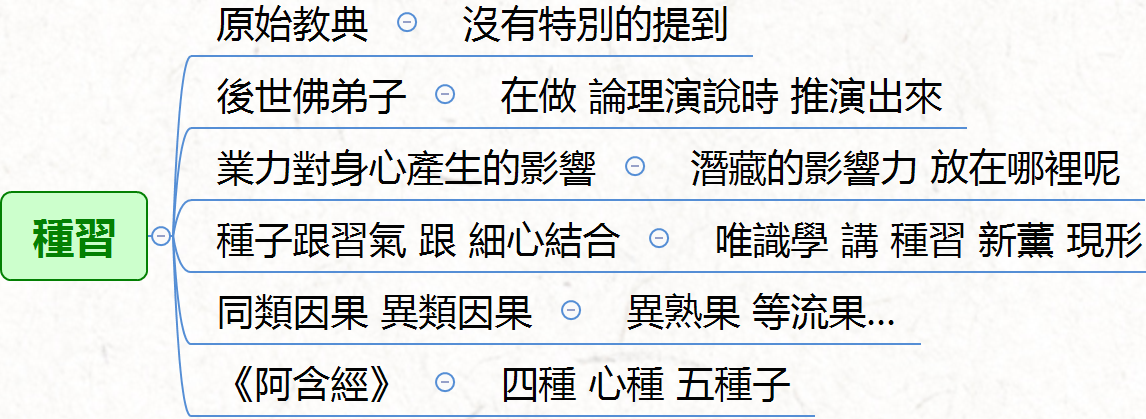 種習
原始教典 沒有特別的提到
後世佛弟子 在做 論理演說時 推演出來
業力對身心產生的影響 潛藏的影響力 放在哪裡呢
種子跟習氣 跟 細心結合 唯識學 講 種習 新薰 現形
同類因果 異類因果 異熟果 等流果...
《阿含經》 四種 心種 五種子